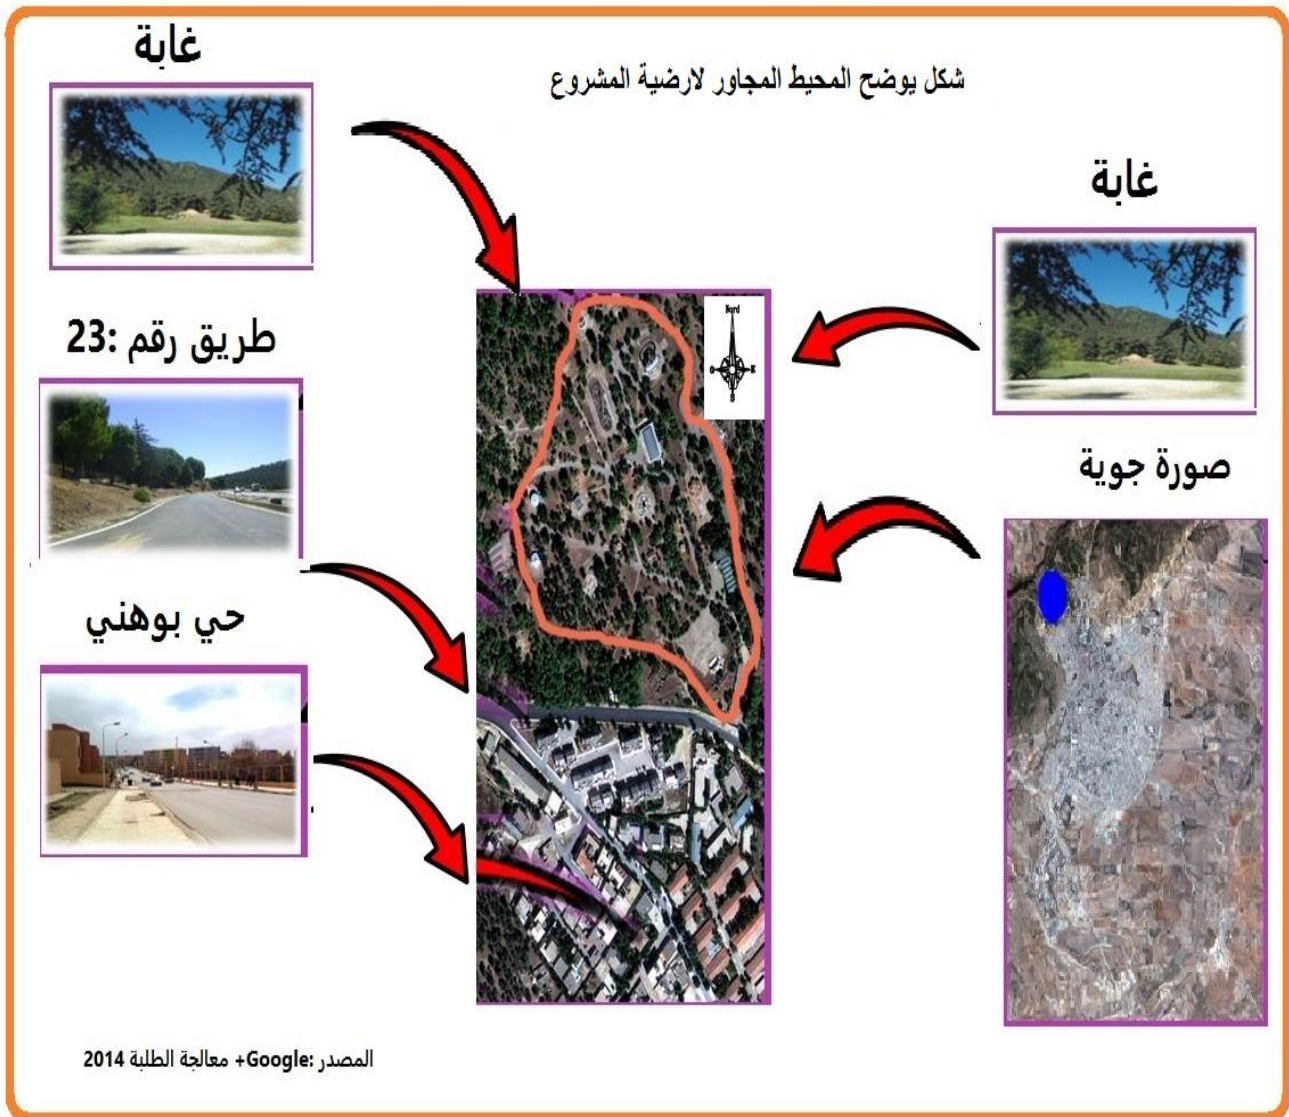 شكل يوضح المحيط المجاور لارضية المشروع
غابة
غابة
طريق رقم :23
صورة جوية
حي بوهني
Nord
O
E
S
المصدر :Google+ معالجة الطلبة 2014